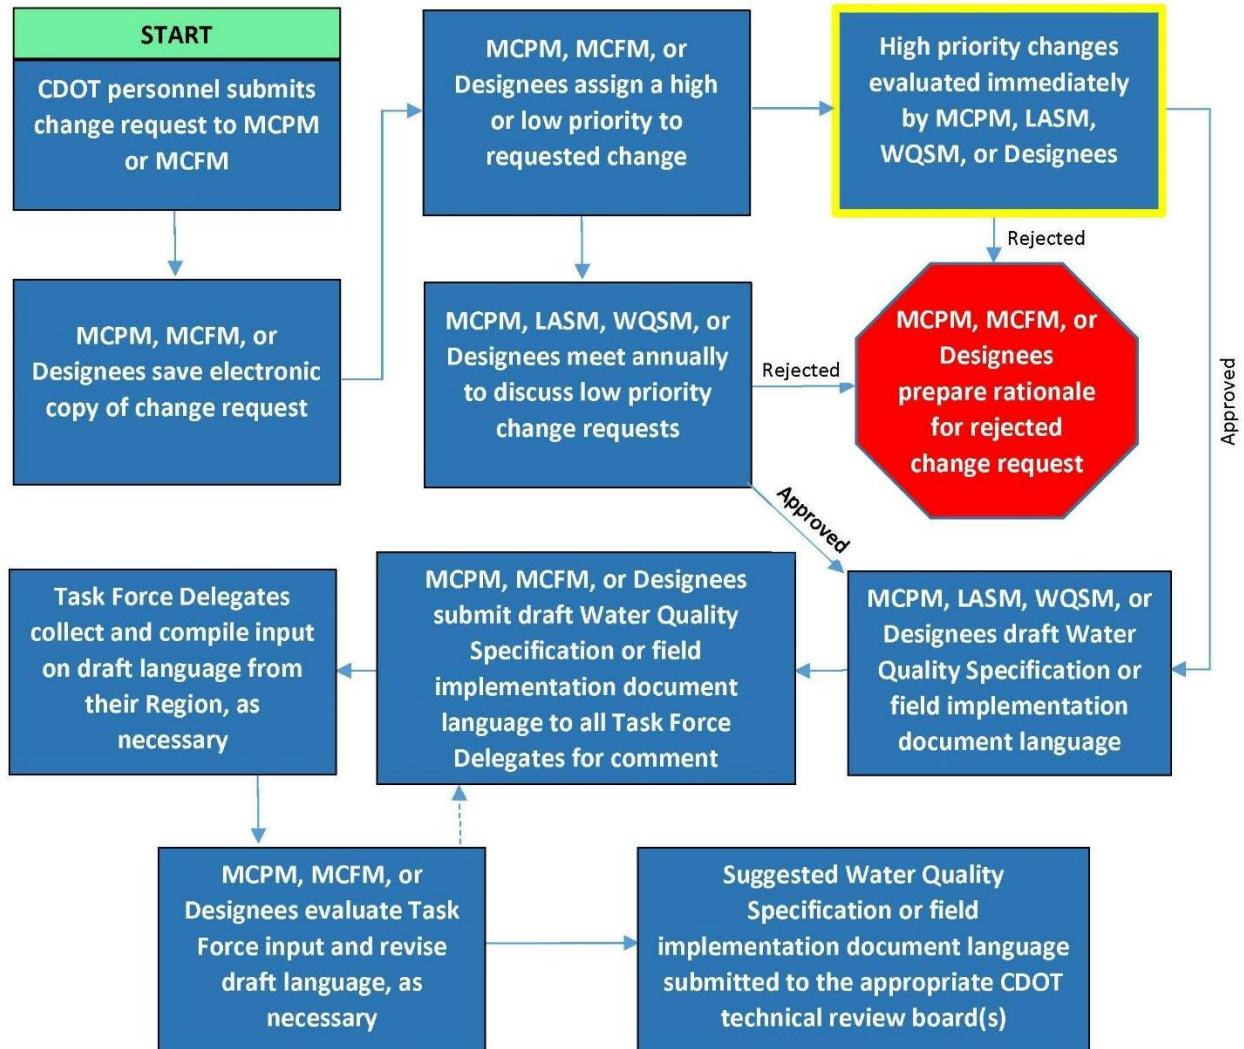 START
CDOT personnel submits
change request to MCPM
or MCFM
MCPM, MCFM, or
Designees save electronic
copy of change request
MCPM, MCFM, or
Designees assign a high
or low priority to
requested change
High priority changes
evaluated immediately
by MCPM, LASM,
WQSM, or Designees
Rejected
Approved
MCPM, LASM, WQSM, or
Designees meet annually
to discuss low priority
change requests
Rejected
Approved
MCPM, MCFM, or
Designees
prepare rationale
for rejected
change request
MCPM, LASM, WQSM, or
Designees draft Water
Quality Specification or
field implementation
document language
MCPM, MCFM, or Designees
submit draft Water Quality
Specification or field
implementation document
language to all Task Force
Delegates for comment
Task Force Delegates
collect and compile input
on draft language from
their Region, as
necessary
MCPM, MCFM, or
Designees evaluate Task
Force input and revise
draft language, as
necessary
Suggested Water Quality
Specification or field
implementation document language
submitted to the appropriate CDOT
technical review board(s)